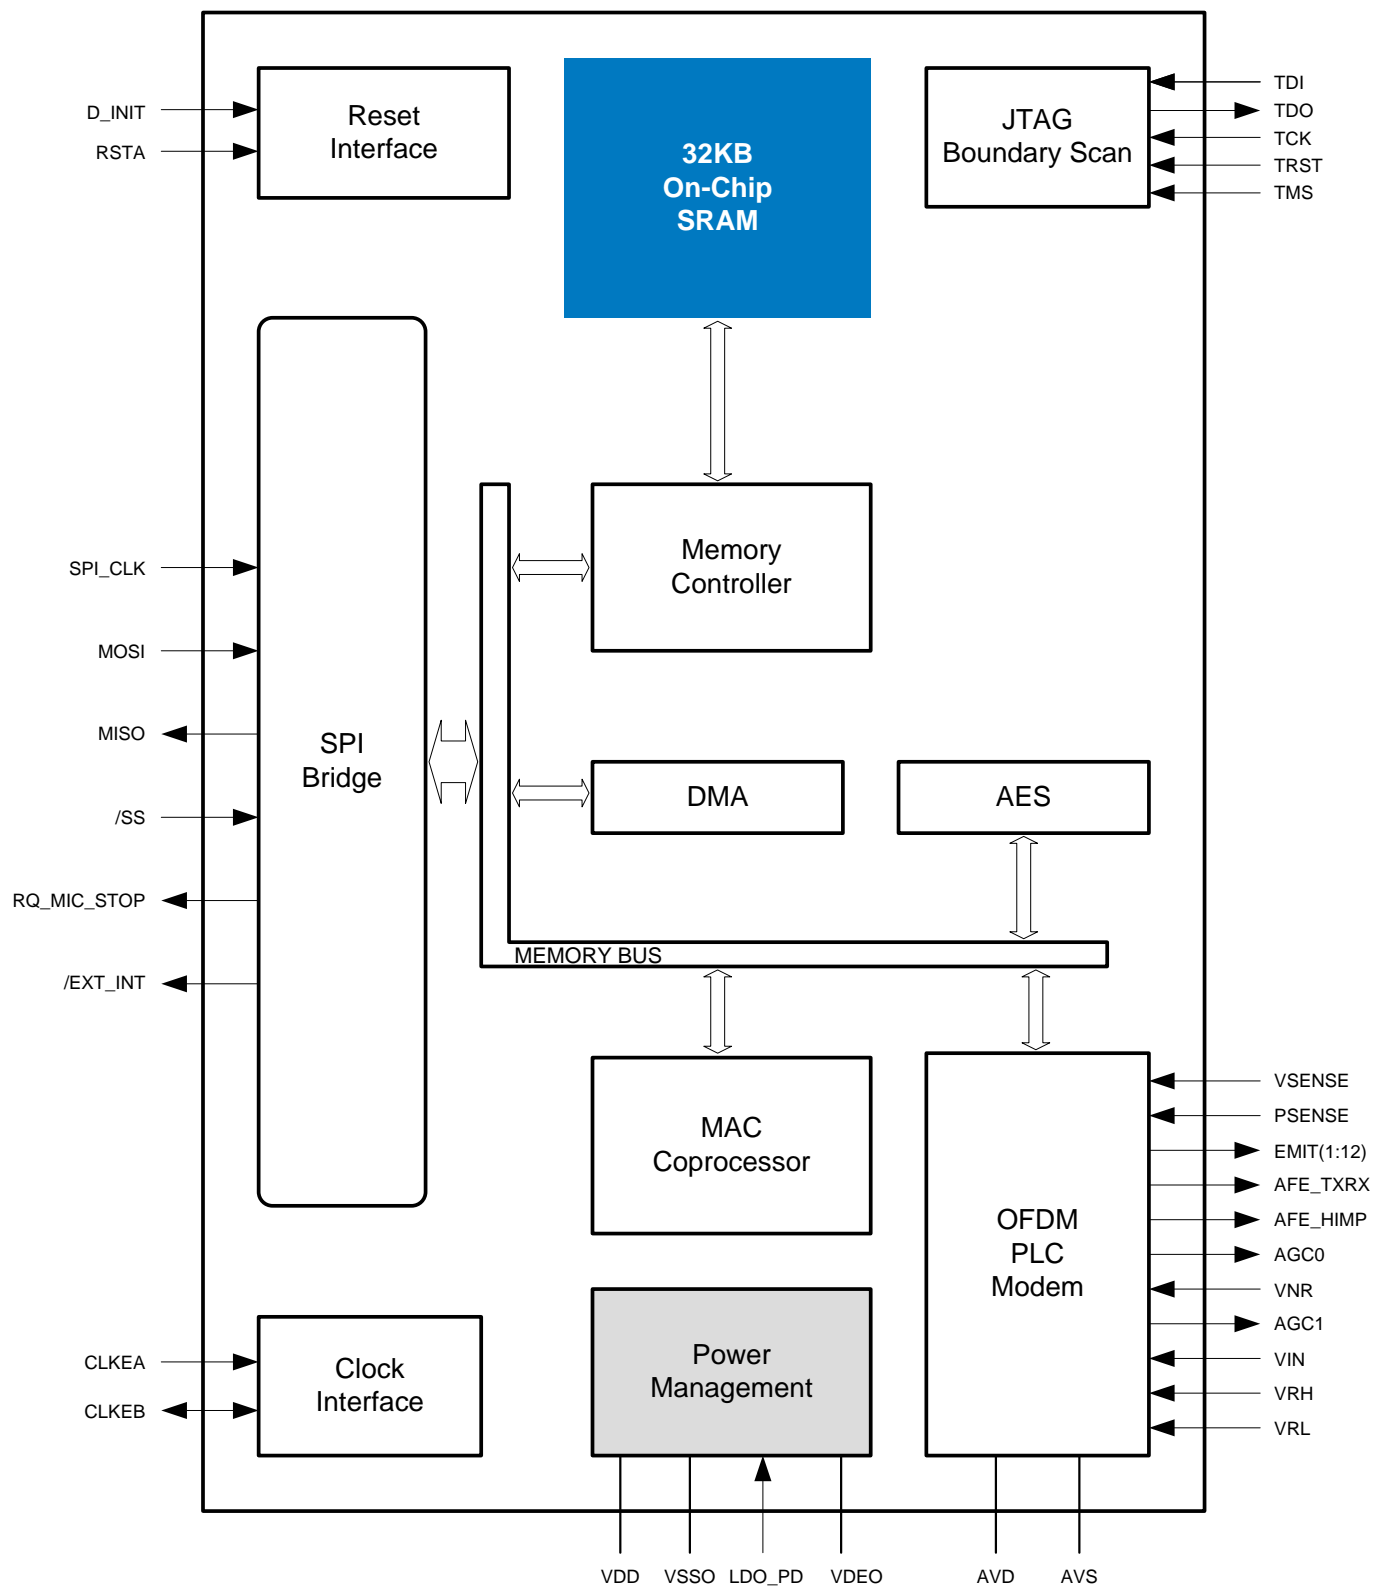 D_INIT
RSTA
Reset
Interface
32KB
On-Chip
SRAM
JTAG
Boundary Scan
TDI
TDO
TCK
TRST
TMS
SPI_CLK
MOSI
MISO
/SS
RQ_MIC_STOP
/EXT_INT
SPI
Bridge
Memory
Controller
DMA
AES
MEMORY BUS
MAC
Coprocessor
OFDM
PLC
Modem
VSENSE
PSENSE
EMIT(1:12)
AFE_TXRX
AFE_HIMP
AGC0
VNR
AGC1
VIN
VRH
VRL
CLKEA
CLKEB
Clock
Interface
Power
Management
VDD
VSSO
LDO_PD
VDEO
AVD
AVS